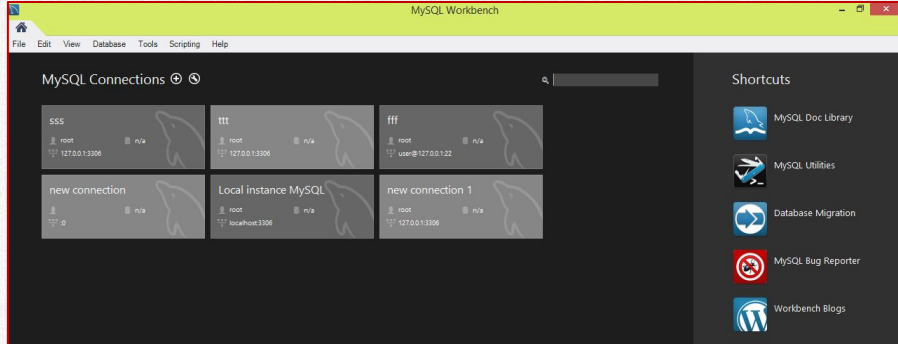 MySQL Workbench
File Edit View Database Tools Scripting Help
MySQL Connections
Shortcuts
sss
root n/a
127.0.0.1:3306
ttt
root n/a
127.0.0.1:3306
fff
root n/a
user@127.0.0.1:22
new connection
n/a
:0
Local instance MySQL
root n/a
localhost:3306
new connection 1
root n/a
127.0.0.1:3306
MySQL Doc Library
MySQL Utilities
Database Migration
MySQL Bug Reporter
Workbench Blogs